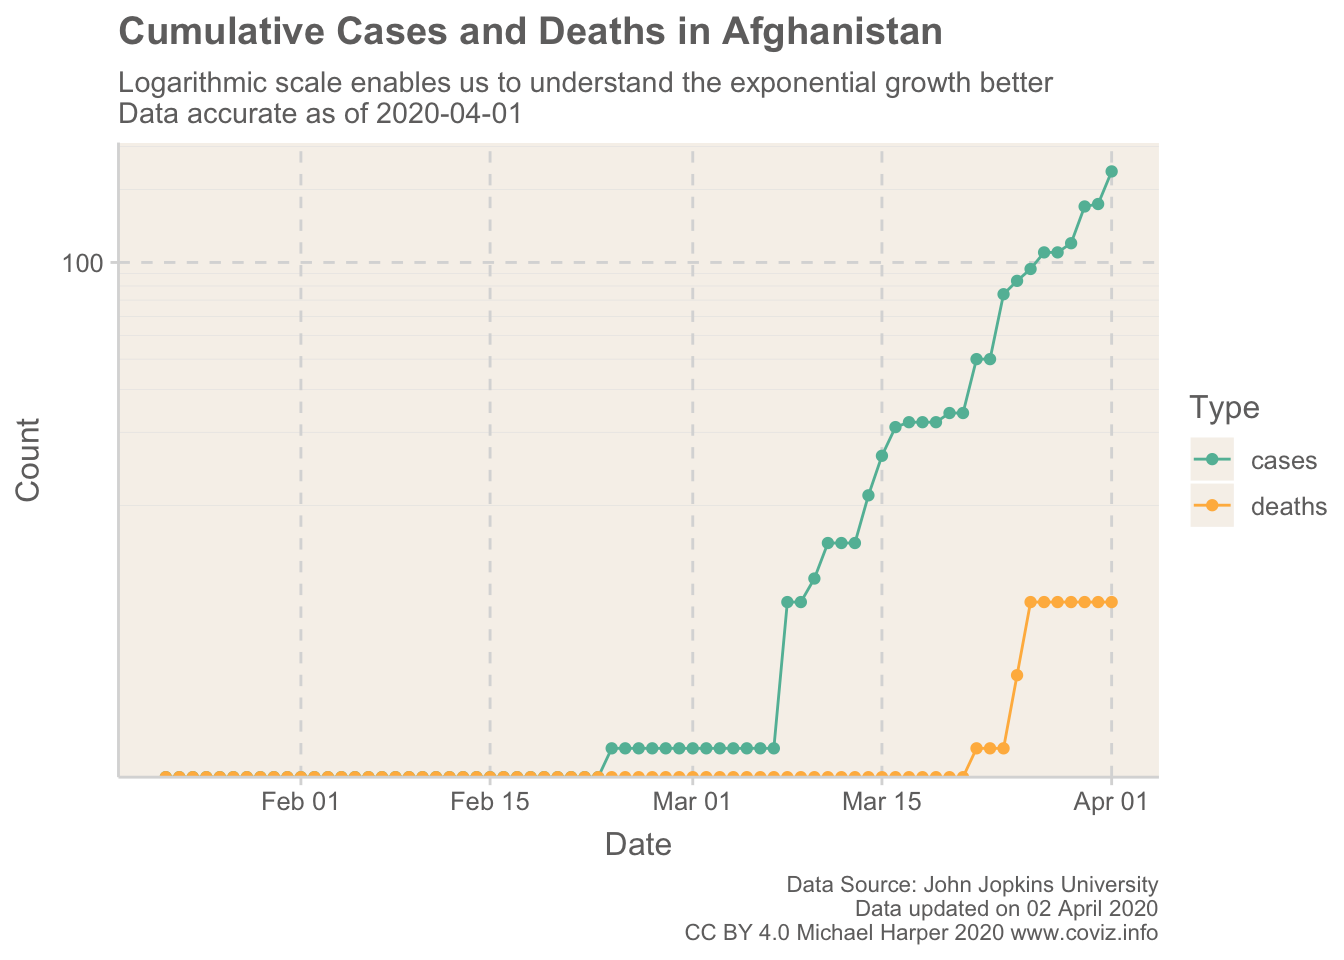 Cumulative Cases and Deaths in Afghanistan
Logarithmic scale enables us to understand the exponential growth better
Data accurate as of 2020-04-01
100
Count
Type
cases
deaths
Feb 01
Feb 15
Mar 01
Mar 15
Apr 01
Date
Data Source: John Jopkins University
Data updated on 02 April 2020
CC BY 4.0 Michael Harper 2020 www.coviz.info